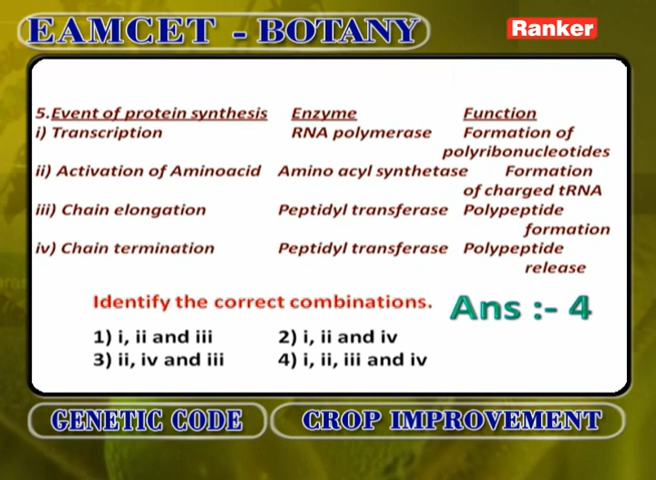 EAMCET - BOTANY
Ranker
5.Event of protein synthesis Enzyme Function
i) Transcription RNA polymerase Formation of
polyribonucleotides
ii) Activation of Aminoacid Amino acyl synthetase Formation
of charged tRNA
iii) Chain elongation Peptidyl transferase Polypeptide
formation
iv) Chain termination Peptidyl transferase Polypeptide
release
Identify the correct combinations. Ans :- 4
1) i, ii and iii 2) i, ii and iv
3) ii, iv and iii 4) i, ii, iii and iv
GENETIC CODE CROP IMPROVEMENT